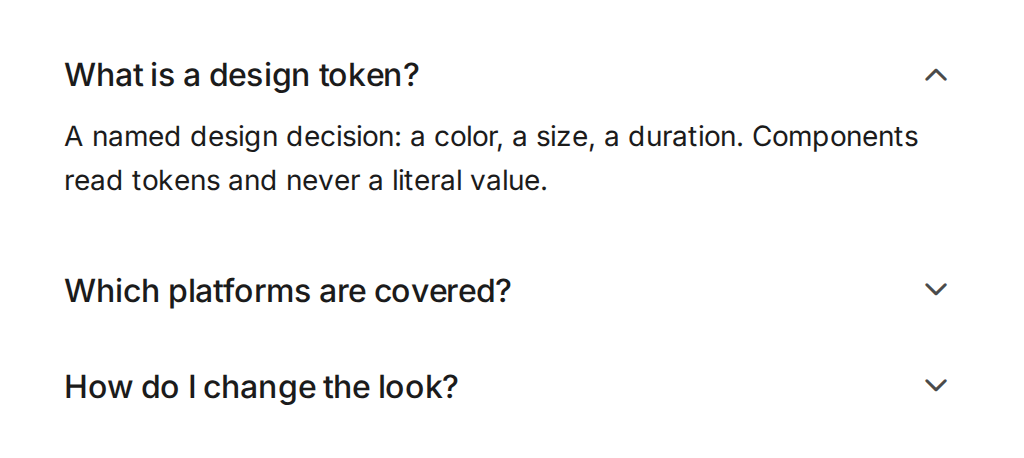 What is a design token?
A named design decision: a color, a size, a duration. Components
read tokens and never a literal value.
Which platforms are covered?
How do I change the look?